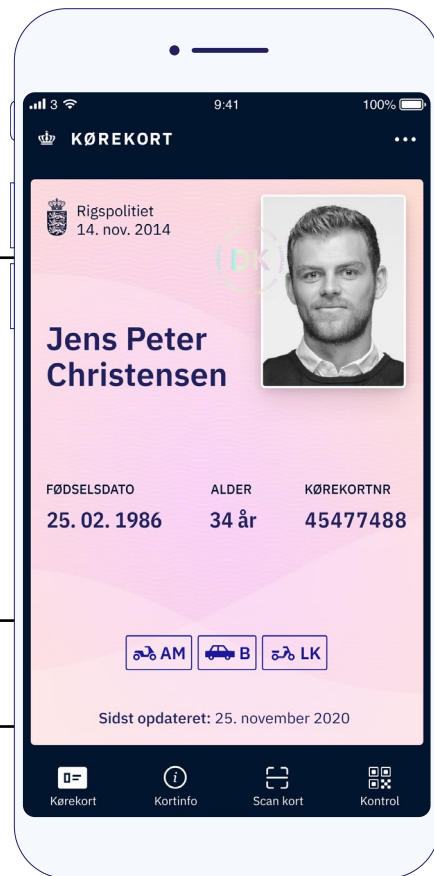 3
9:41
100%
KØREKORT
Rigspolitiet
14. nov. 2014
DK
Jens Peter
Christensen
FØDSELSDATO ALDER KØREKORTNR
25. 02. 1986 34 år 45477488
AM B LK
Sidst opdateret: 25. november 2020
Kørekort Kortinfo Scan kort Kontrol